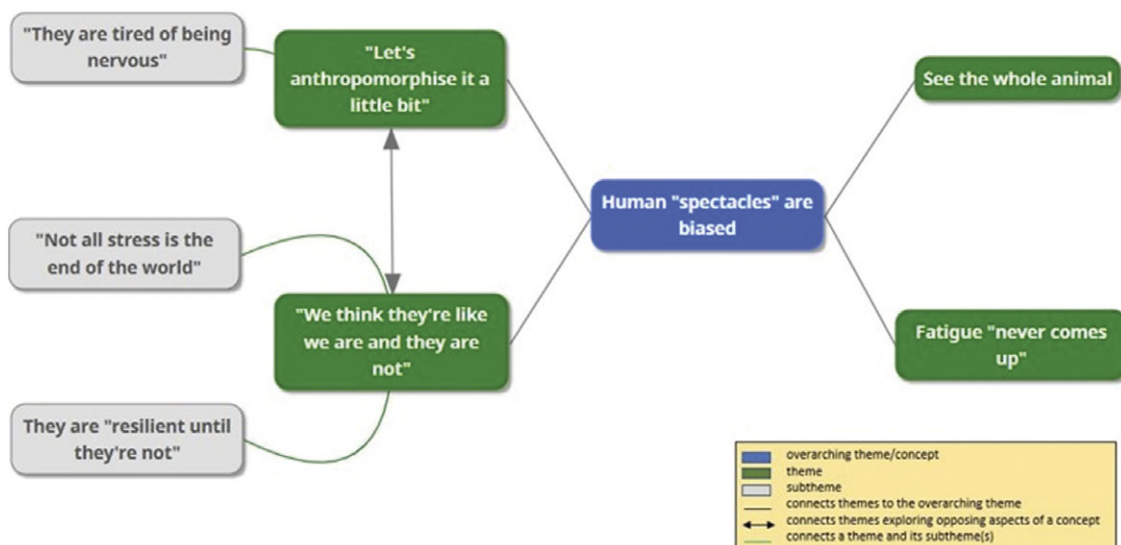 "They are tired of being
nervous"
"Let's
anthropomorphise it a
little bit"
See the whole animal
Human "spectacles" are
biased
"Not all stress is the
end of the world"
"We think they're like
we are and they are
not"
Fatigue "never comes
up"
They are "resilient until
they're not"
overarching theme/concept
theme
subtheme
connects themes to the overarching theme
connects themes exploring opposing aspects of a concept
connects a theme and its subtheme(s)